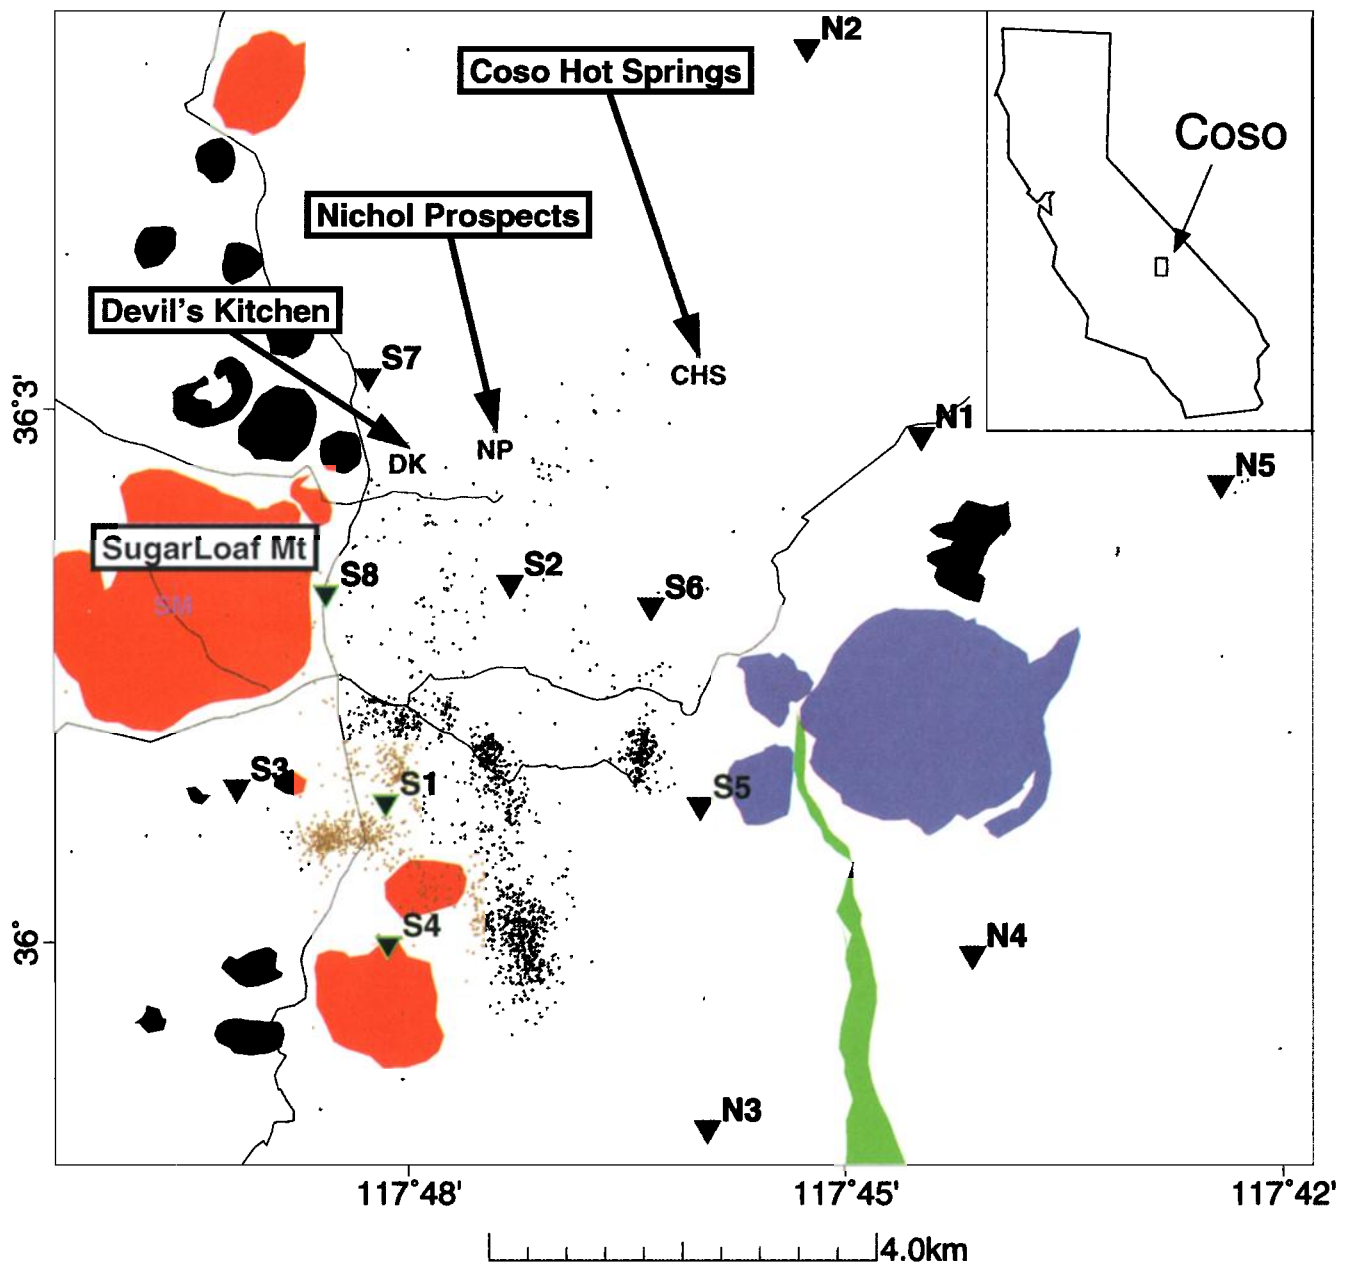 N2
Coso Hot Springs
Coso
Nichol Prospects
Devil's Kitchen
S7
CHS
36°3'
N1
NP
DK
N5
SugarLoaf Mt
S8
S2
S6
SM
S3
S1
S5
S4
36°
N4
N3
117°48'
117°45'
117°42'
4.0km